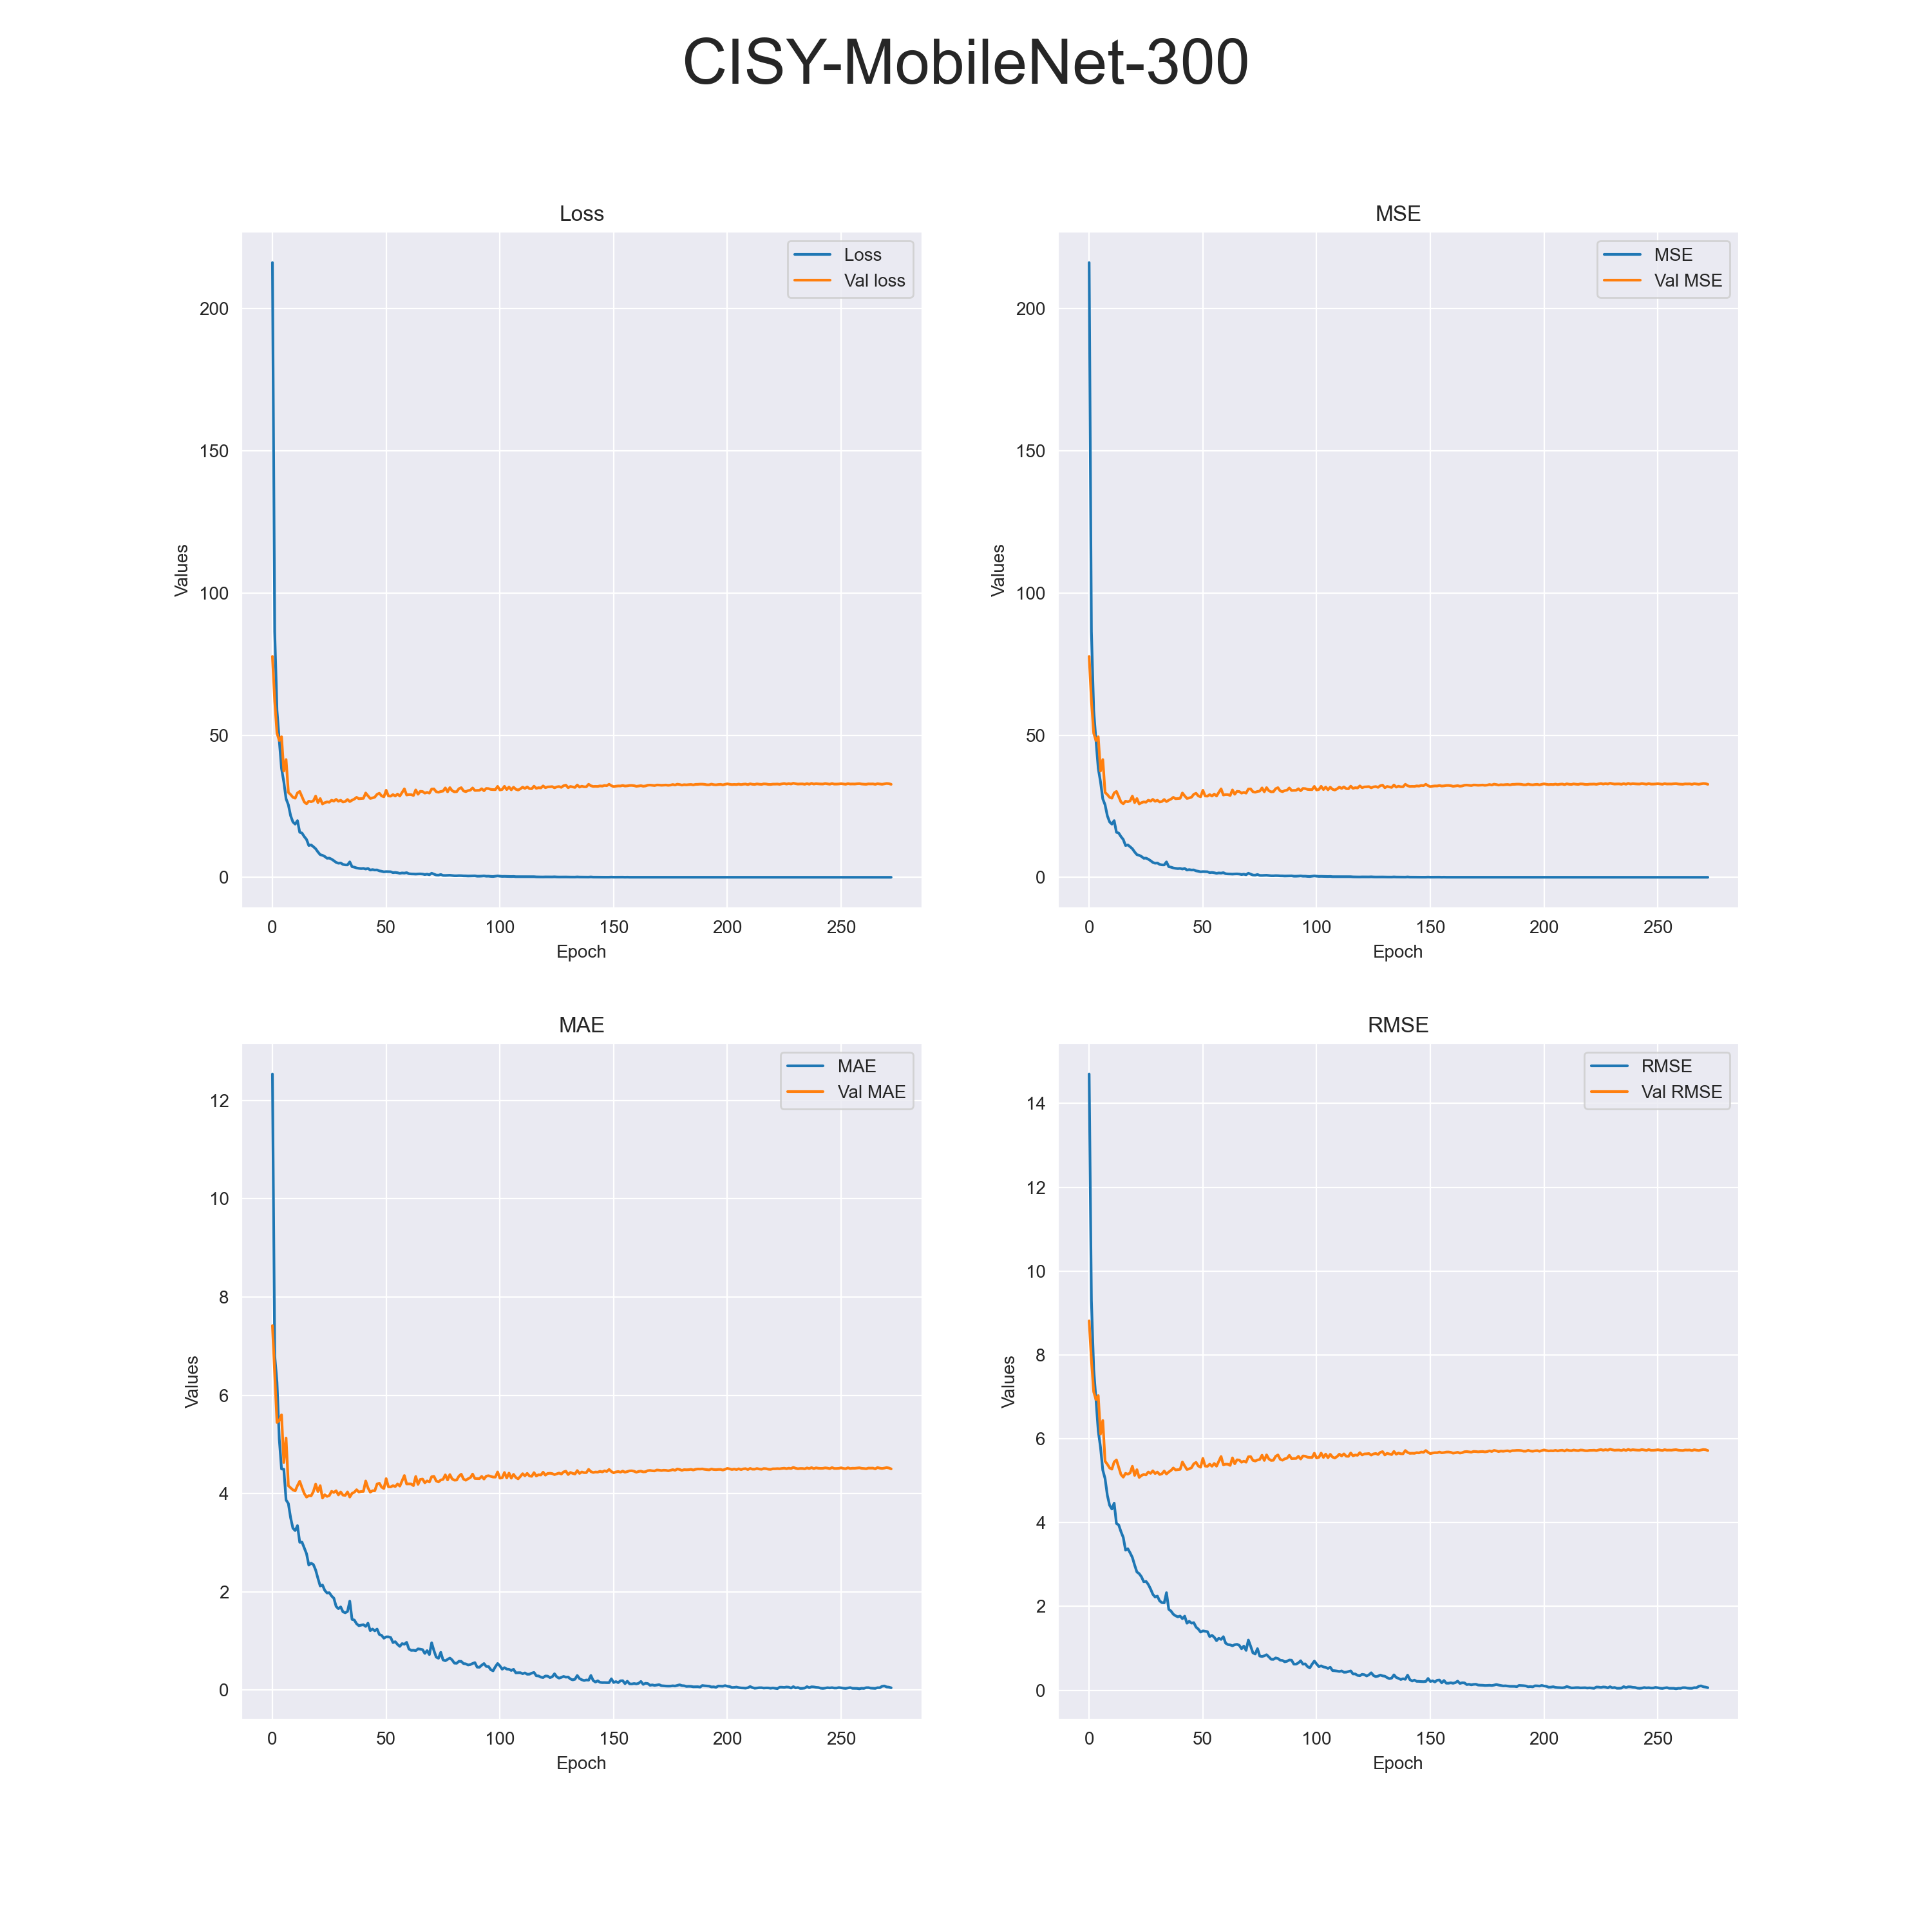 CISY-MobileNet-300
Loss
Loss
Val loss
200
150
100
50
0
Values
0 50 100 150 200 250
Epoch
MSE
MSE
Val MSE
200
150
100
50
0
Values
0 50 100 150 200 250
Epoch
MAE
MAE
Val MAE
12
10
8
6
4
2
0
Values
0 50 100 150 200 250
Epoch
RMSE
RMSE
Val RMSE
14
12
10
8
6
4
2
0
Values
0 50 100 150 200 250
Epoch